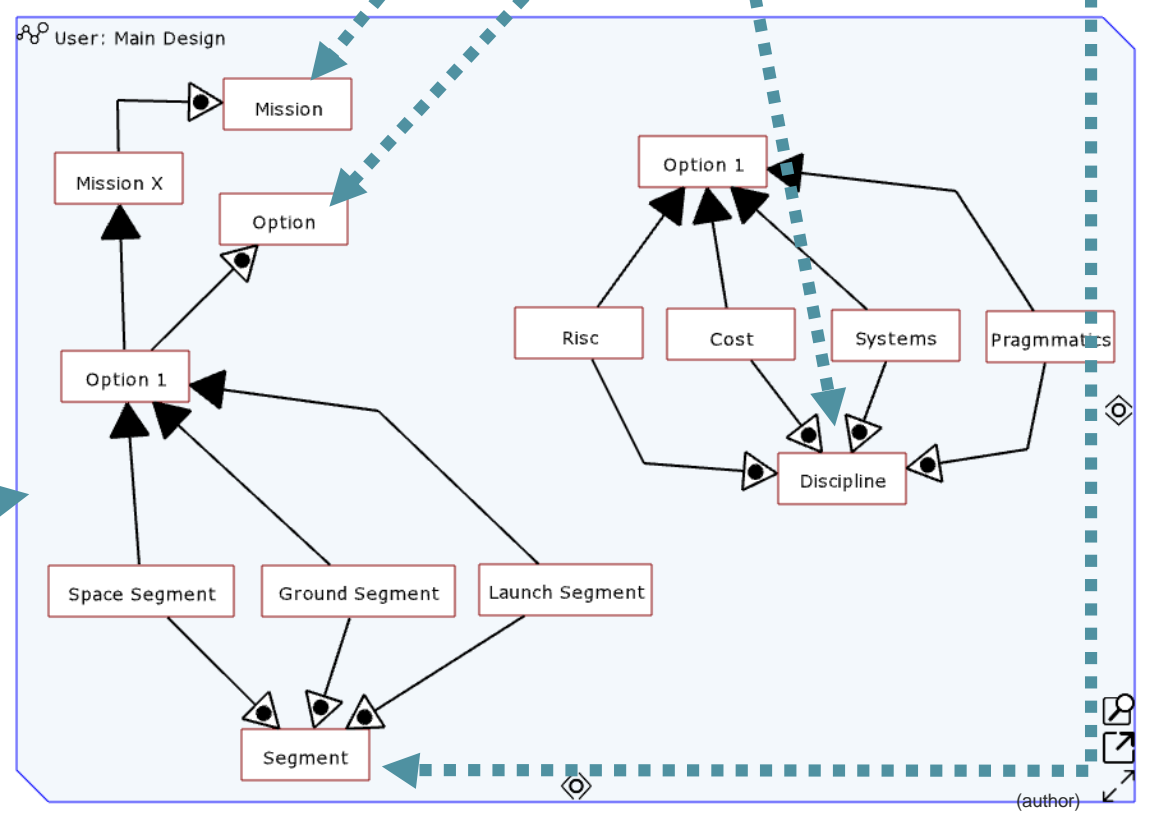 User: Main Design
Mission
Mission X
Option
Option 1
Option 1
Risc
Cost
Systems
Pragmmatics
Discipline
Space Segment
Ground Segment
Launch Segment
Segment
(author)